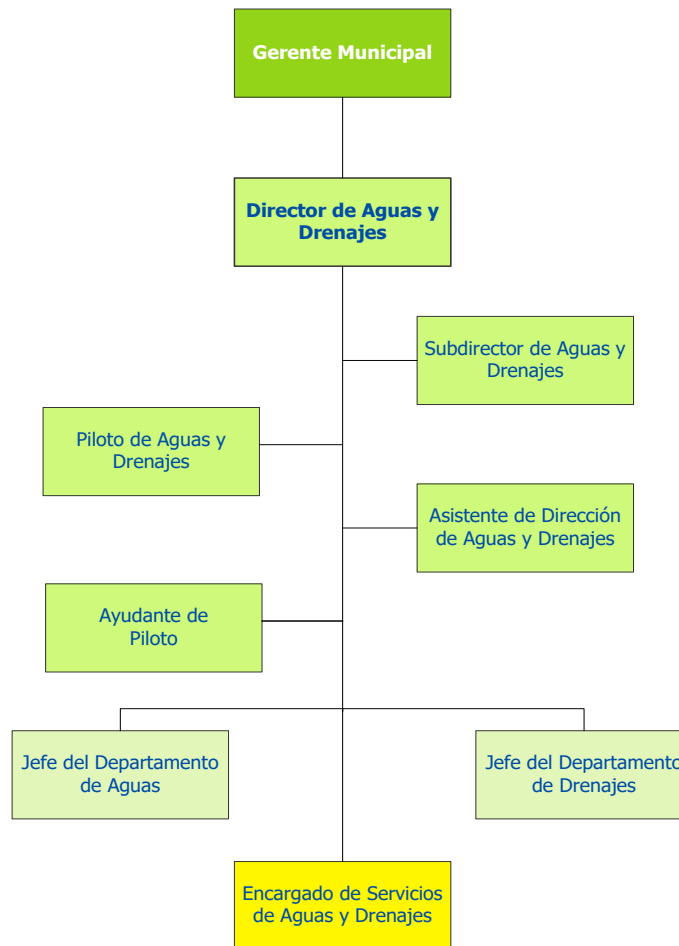 Gerente Municipal
Director de Aguas y
Drenajes
Subdirector de Aguas y
Drenajes
Piloto de Aguas y
Drenajes
Asistente de Dirección
de Aguas y Drenajes
Ayudante de
Piloto
Jefe del Departamento
de Aguas
Jefe del Departamento
de Drenajes
Encargado de Servicios
de Aguas y Drenajes